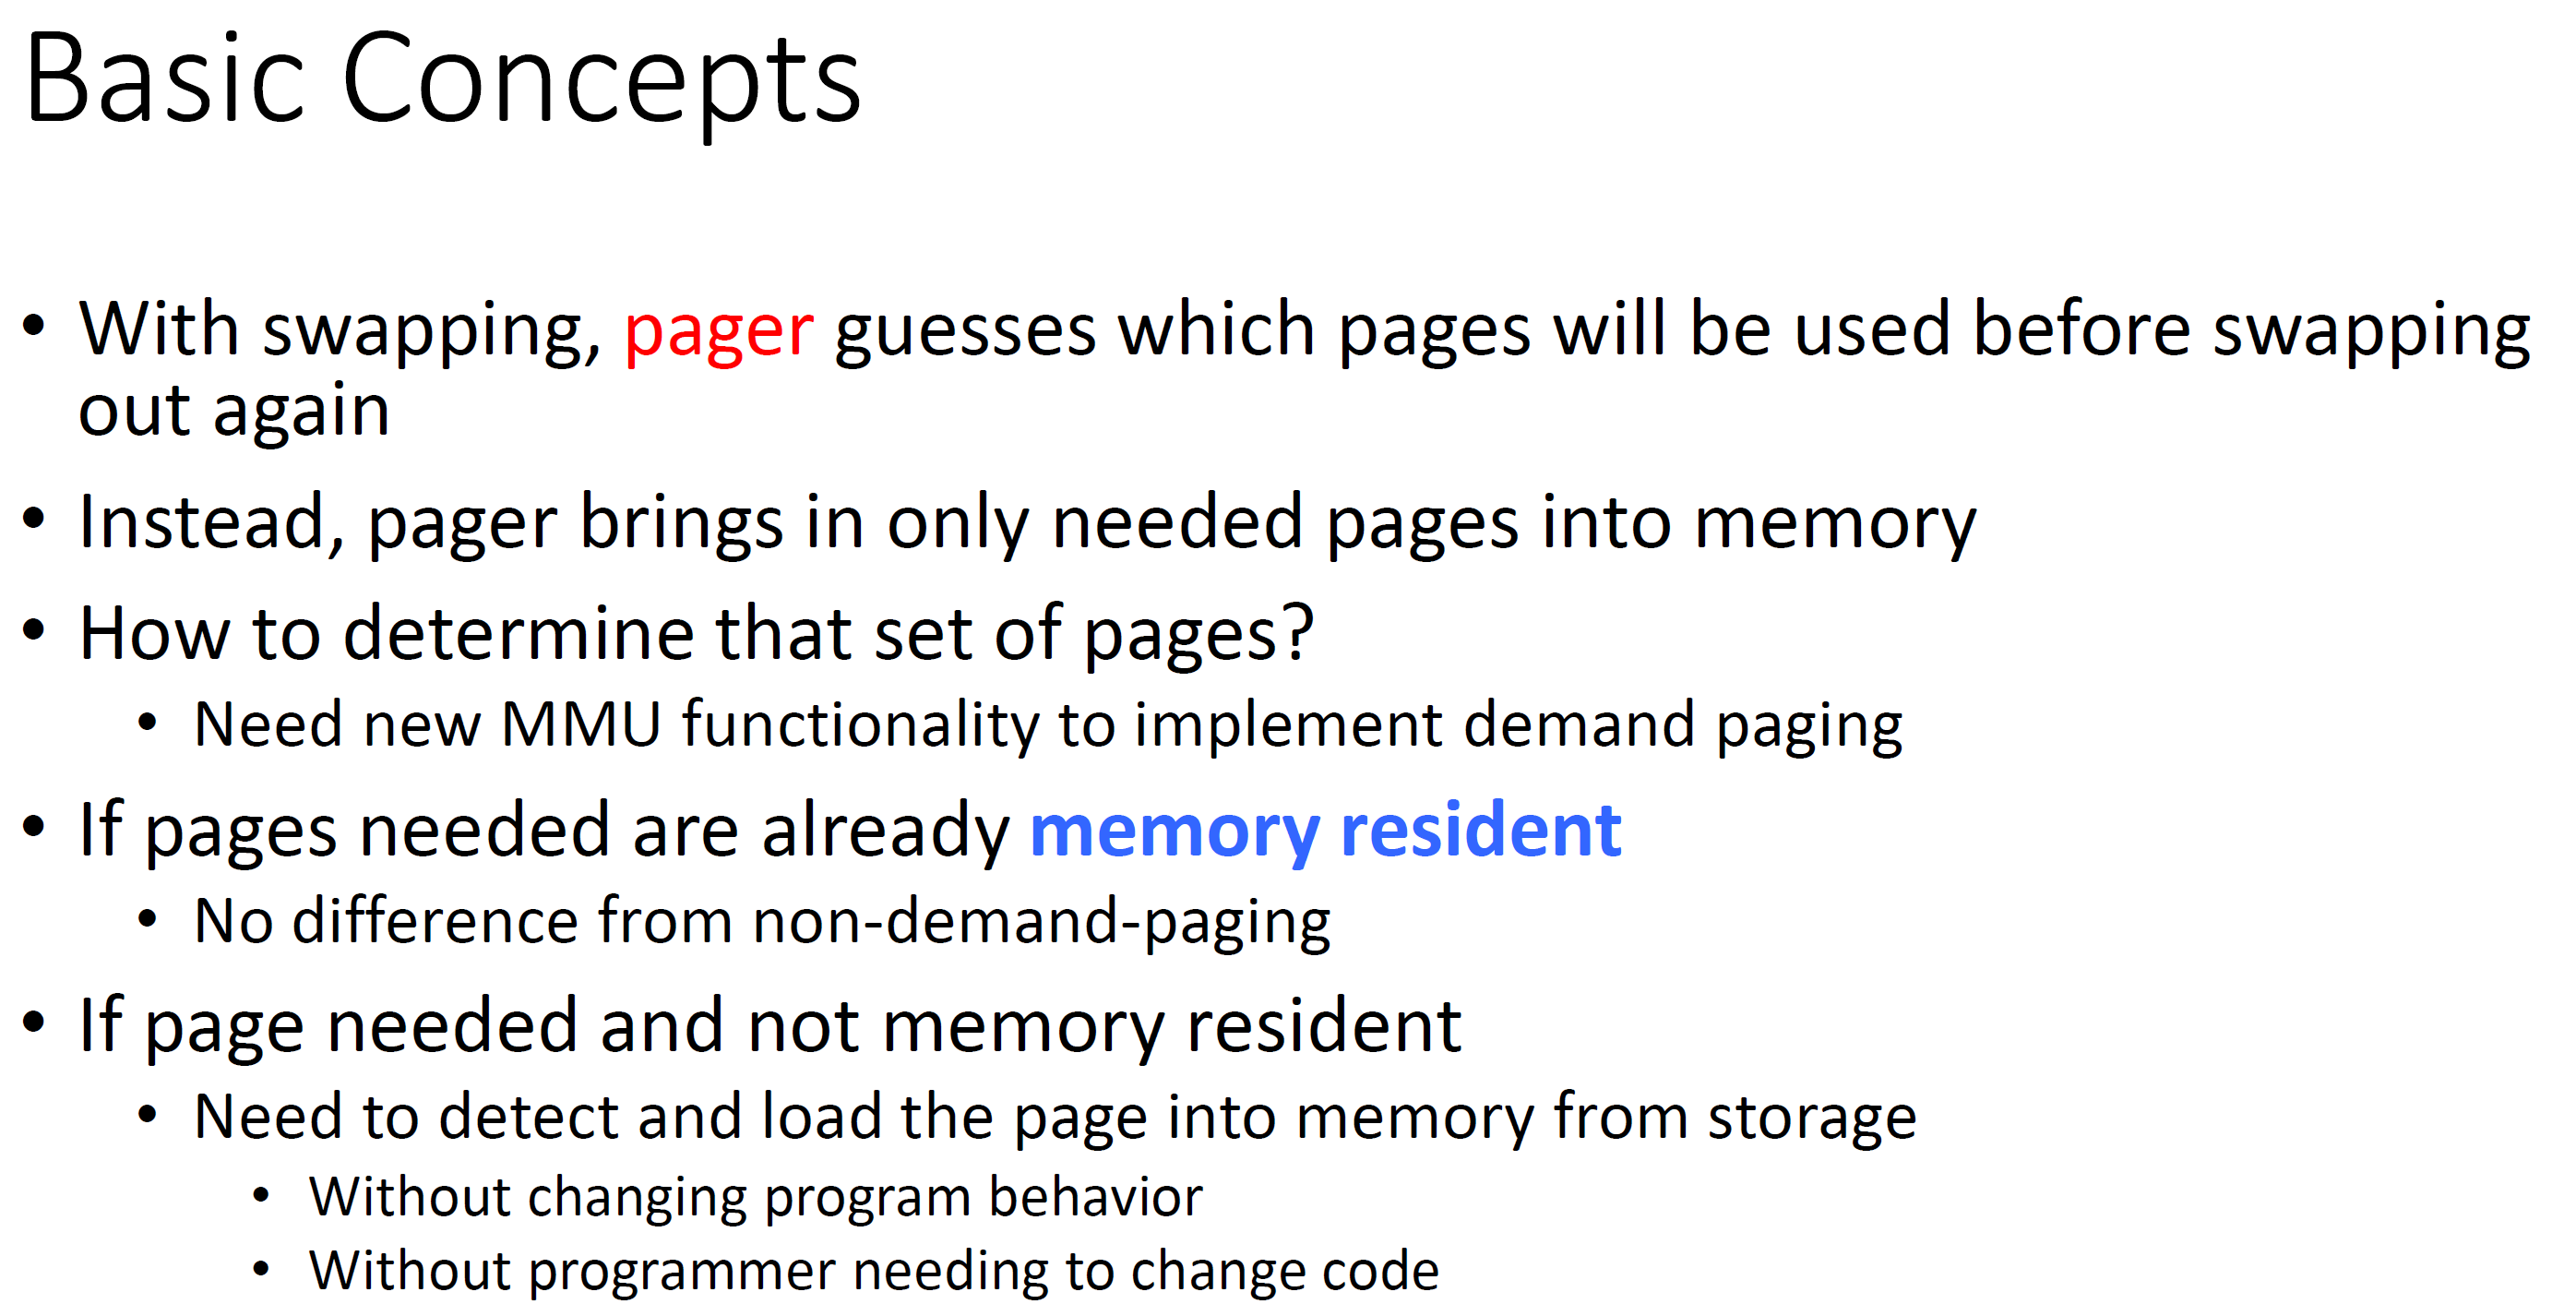 Basic Concepts
• With swapping, pager guesses which pages will be used before swapping
out again
• Instead, pager brings in only needed pages into memory
• How to determine that set of pages?
• Need new MMU functionality to implement demand paging
• If pages needed are already memory resident
• No difference from non-demand-paging
• If page needed and not memory resident
• Need to detect and load the page into memory from storage
• Without changing program behavior
• Without programmer needing to change code